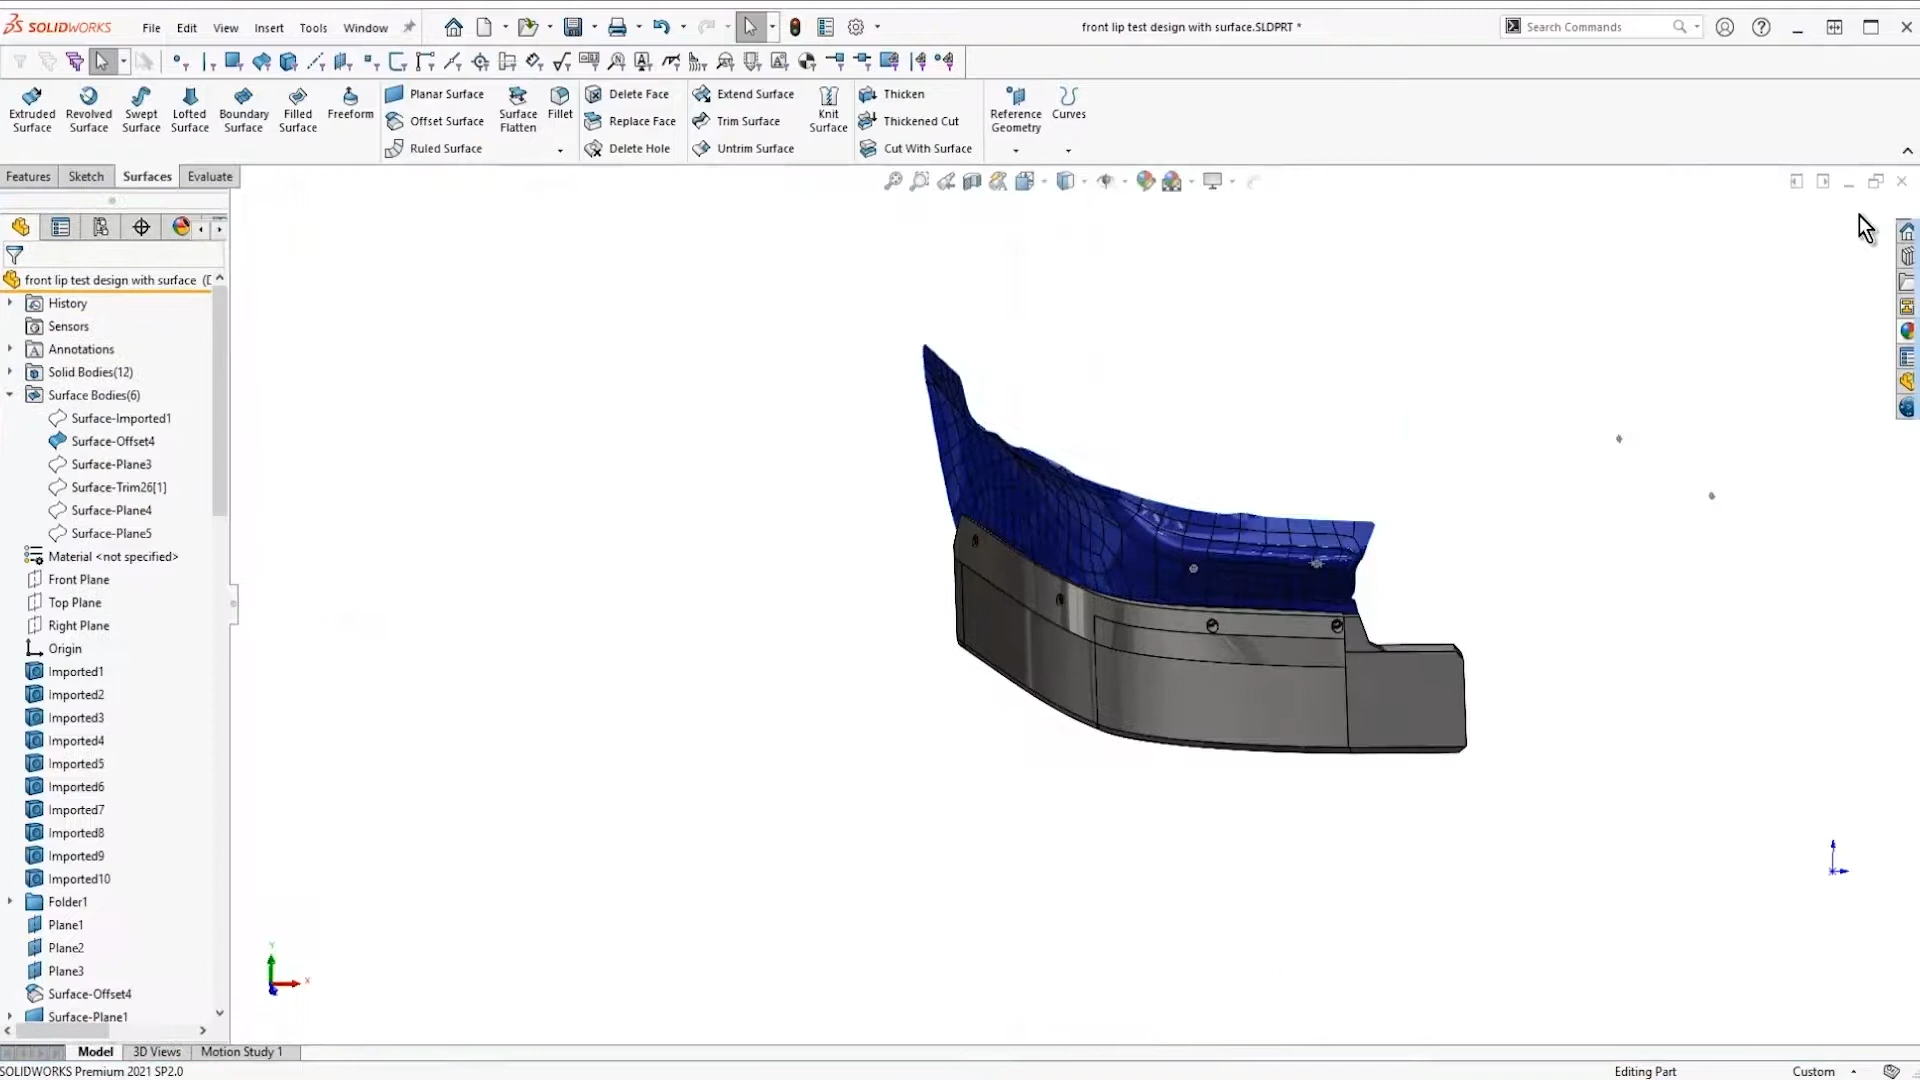 SOLIDWORKS File Edit View Insert Tools Window front lip test design with surface.SLDPRT * Search Commands
Extruded Surface
Revolved Surface
Swept Surface
Lofted Surface
Boundary Surface
Filled Surface
Freeform
Planar Surface
Offset Surface
Ruled Surface
Surface Flatten
Fillet
Delete Face
Replace Face
Delete Hole
Extend Surface
Trim Surface
Untrim Surface
Knit Surface
Thicken
Thickened Cut
Cut With Surface
Reference Geometry
Curves
Features Sketch Surfaces Evaluate
front lip test design with surface (D
History
Sensors
Annotations
Solid Bodies(12)
Surface Bodies(6)
Surface-Imported1
Surface-Offset4
Surface-Plane3
Surface-Trim26[1]
Surface-Plane4
Surface-Plane5
Material <not specified>
Front Plane
Top Plane
Right Plane
Origin
Imported1
Imported2
Imported3
Imported4
Imported5
Imported6
Imported7
Imported8
Imported9
Imported10
Folder1
Plane1
Plane2
Plane3
Surface-Offset4
Surface-Plane1
Y
X
Model 3D Views Motion Study 1
SOLIDWORKS Premium 2021 SP2.0 Editing Part Custom